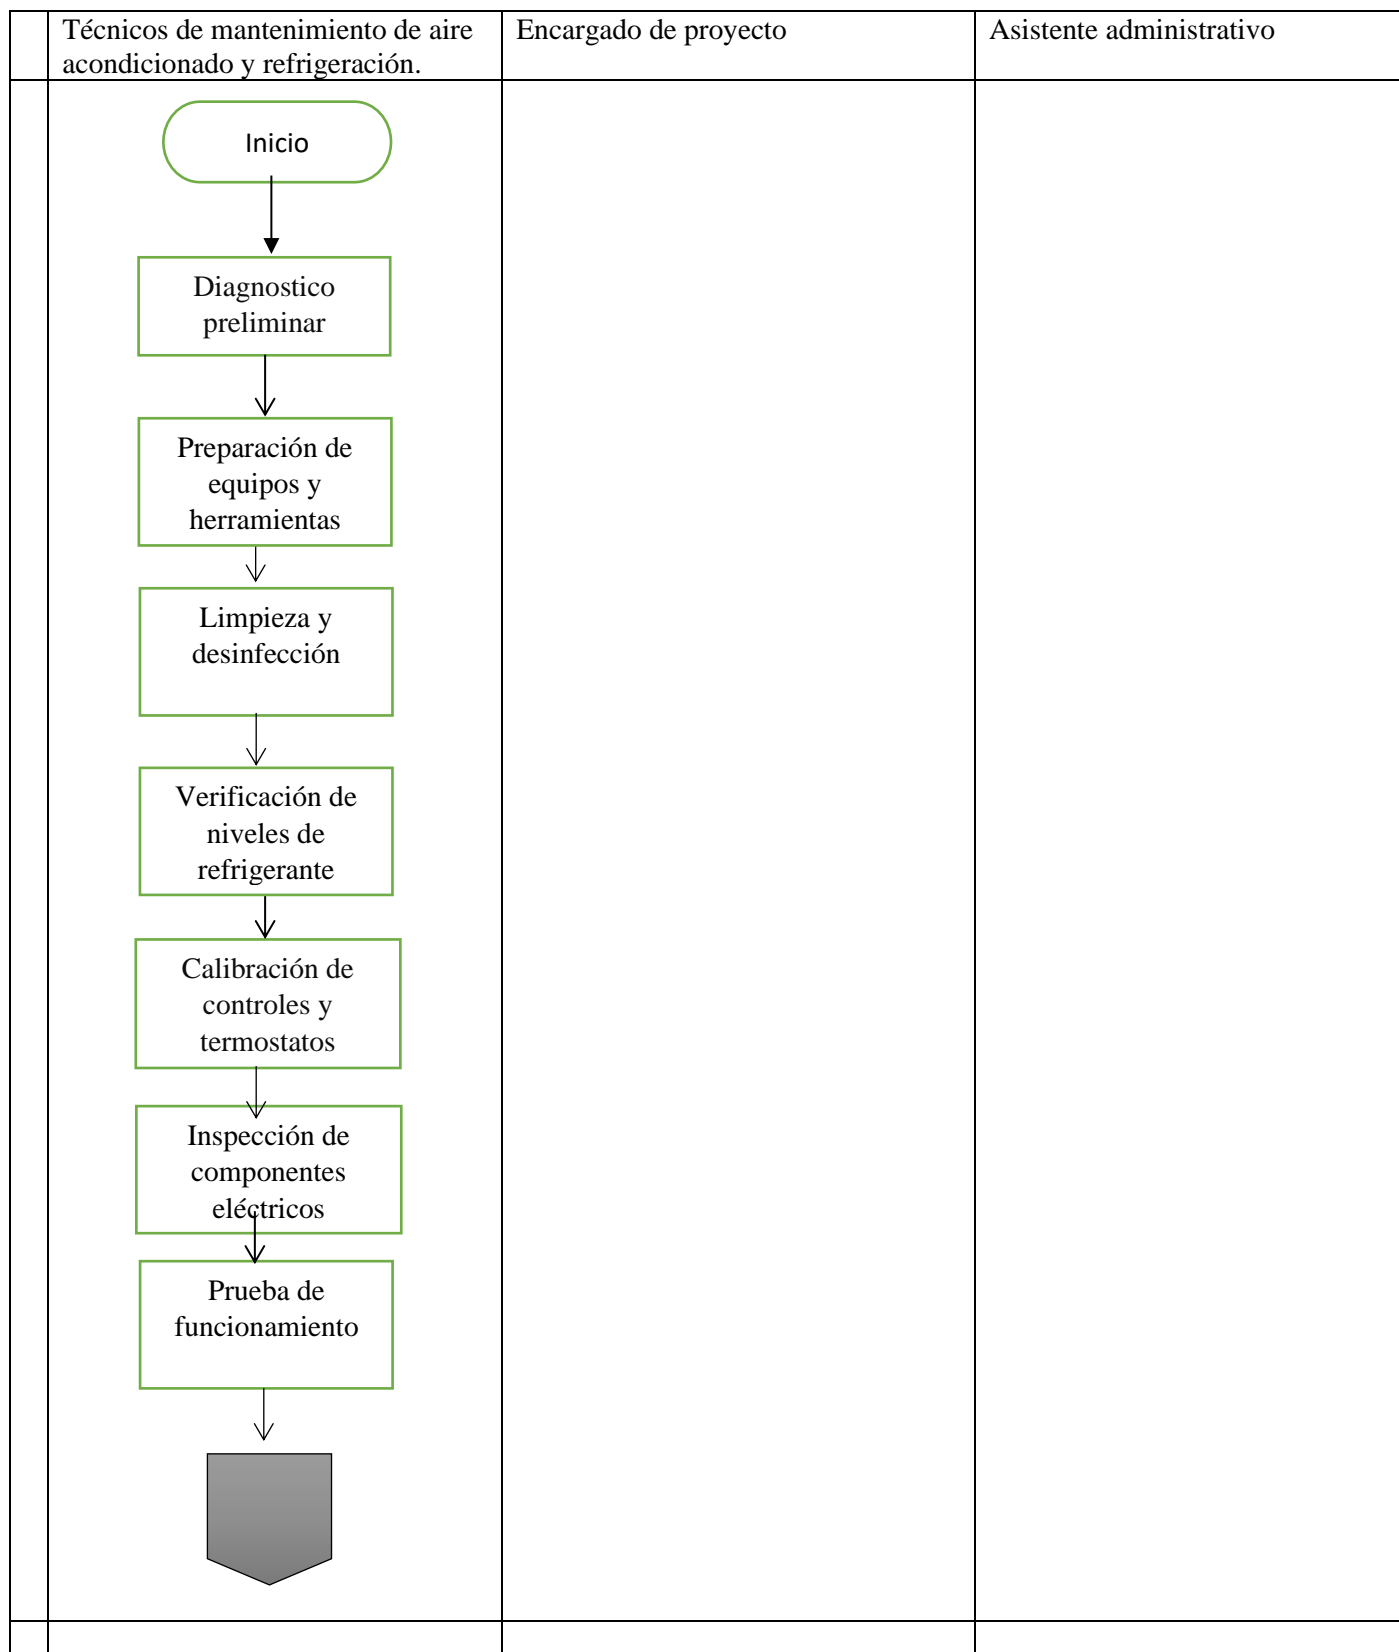 Técnicos de mantenimiento de aire
acondicionado y refrigeración.
Encargado de proyecto
Asistente administrativo
Inicio
Diagnostico
preliminar
Preparación de
equipos y
herramientas
Limpieza y
desinfección
Verificación de
niveles de
refrigerante
Calibración de
controles y
termostatos
Inspección de
componentes
eléctricos
Prueba de
funcionamiento